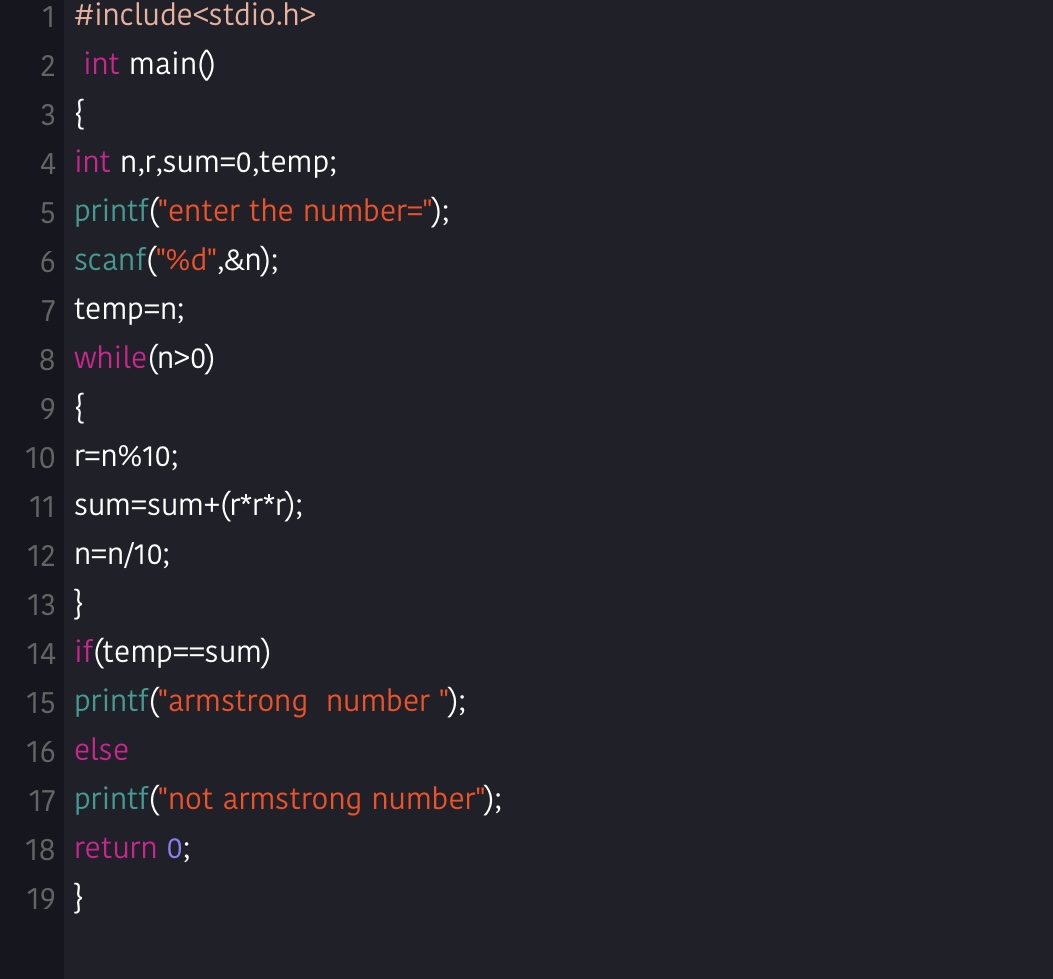 1 #include<stdio.h>
2 int main()
3 {
4 int n,r,sum=0,temp;
5 printf("enter the number=");
6 scanf("%d",&n);
7 temp=n;
8 while(n>0)
9 {
10 r=n%10;
11 sum=sum+(r*r*r);
12 n=n/10;
13 }
14 if(temp==sum)
15 printf("armstrong  number ");
16 else
17 printf("not armstrong number");
18 return 0;
19 }